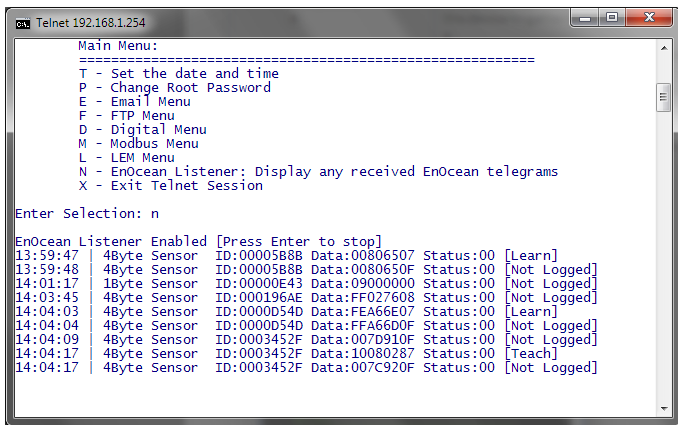 Telnet 192.168.1.254
Main Menu:
=========================================================
T - Set the date and time
P - Change Root Password
E - Email Menu
F - FTP Menu
D - Digital Menu
M - Modbus Menu
L - LEM Menu
N - EnOcean Listener: Display any received EnOcean telegrams
X - Exit Telnet Session
Enter Selection: n
EnOcean Listener Enabled [Press Enter to stop]
13:59:47 | 4Byte Sensor ID:00005B8B Data:00806507 Status:00 [Learn]
13:59:48 | 4Byte Sensor ID:00005B8B Data:0080650F Status:00 [Not Logged]
14:01:17 | 1Byte Sensor ID:00000E43 Data:09000000 Status:00 [Not Logged]
14:03:45 | 4Byte Sensor ID:000196AE Data:FF027608 Status:00 [Not Logged]
14:04:03 | 4Byte Sensor ID:0000D54D Data:FEA66E07 Status:00 [Learn]
14:04:04 | 4Byte Sensor ID:0000D54D Data:FFA66D0F Status:00 [Not Logged]
14:04:09 | 4Byte Sensor ID:0003452F Data:007D910F Status:00 [Not Logged]
14:04:17 | 4Byte Sensor ID:0003452F Data:10080287 Status:00 [Teach]
14:04:17 | 4Byte Sensor ID:0003452F Data:007C920F Status:00 [Not Logged]